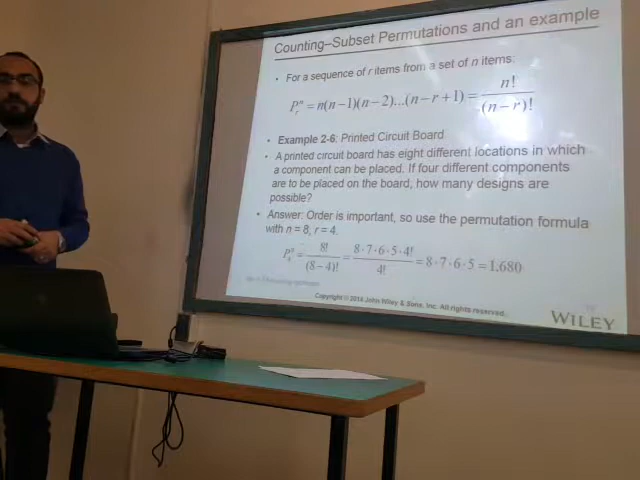 Counting–Subset Permutations and an example
• For a sequence of r items from a set of n items:
P_r^n = n(n−1)(n−2)...(n−r+1) = n! / (n−r)!
• Example 2-6: Printed Circuit Board
• A printed circuit board has eight different locations in which
a component can be placed. If four different components
are to be placed on the board, how many designs are
possible?
• Answer: Order is important, so use the permutation formula
with n = 8, r = 4.
= 8! / (8−4)! = 8·7·6·5·4! / 4! = 8·7·6·5 = 1,680
Copyright © 2014 John Wiley & Sons, Inc. All rights reserved.
WILEY